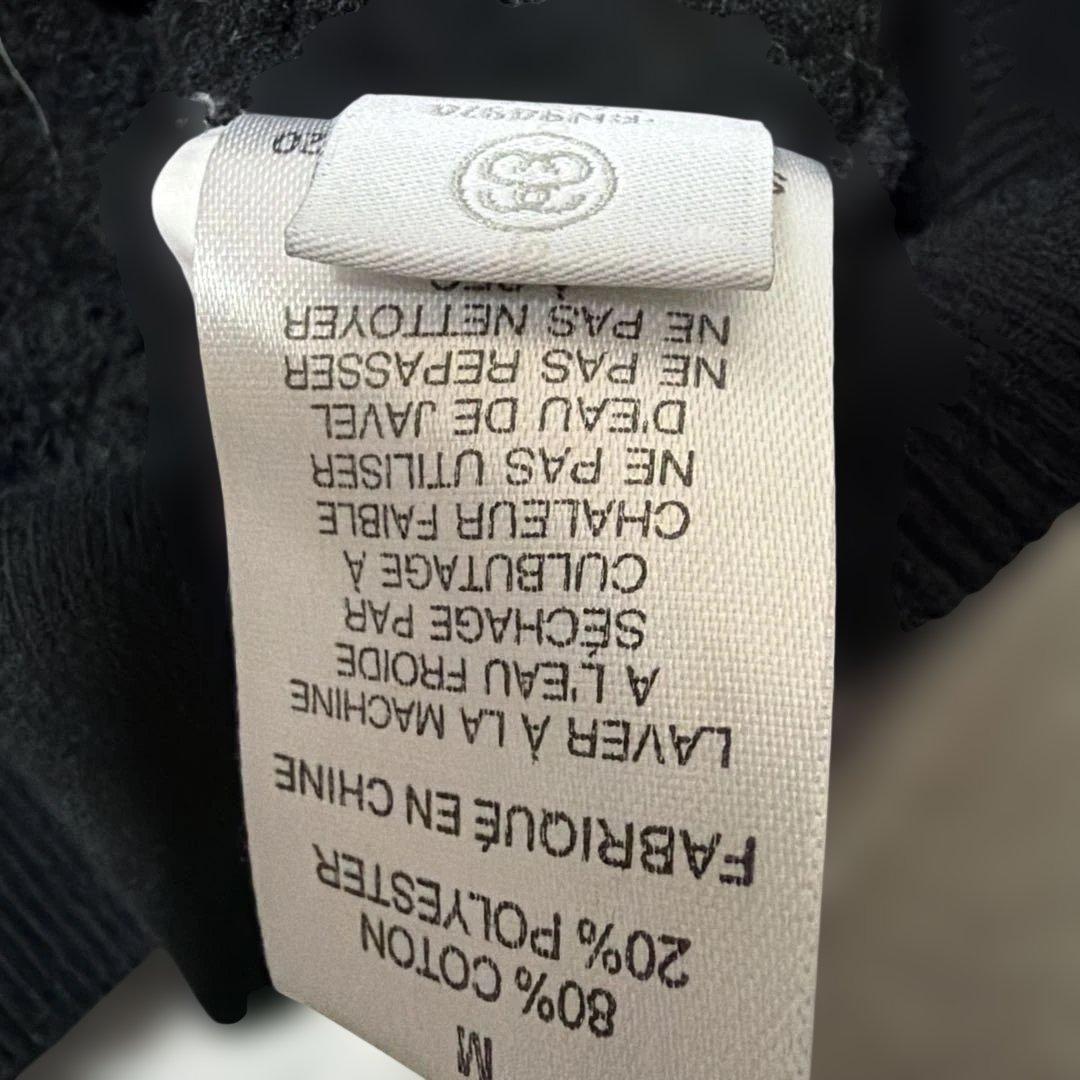 M
80% COTON
20% POLYESTER
FABRIQUÉ EN CHINE
LAVER À LA MACHINE
A L'EAU FROIDE
SÉCHAGE PAR
CULBUTAGE À
CHALEUR FAIBLE
NE PAS UTILISER
D'EAU DE JAVEL
NE PAS REPASSER
NE PAS NETTOYER
À SEC